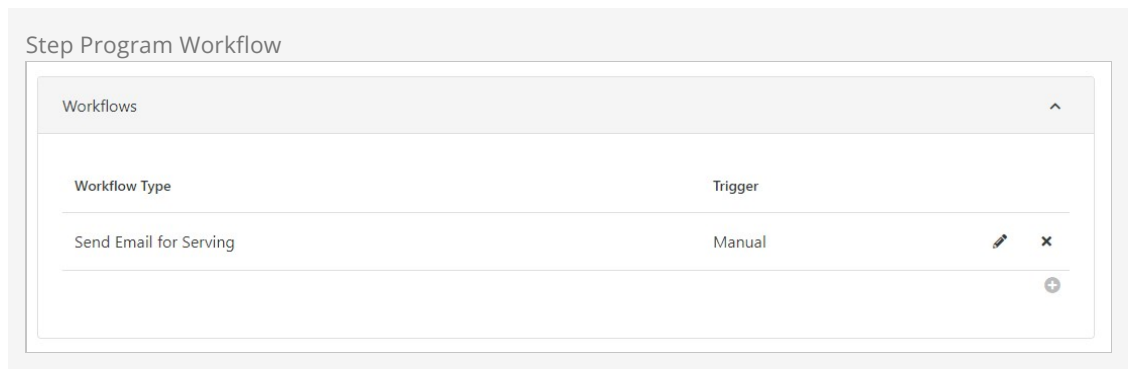 Step Program Workflow
Workflows
Workflow Type Trigger
Send Email for Serving Manual